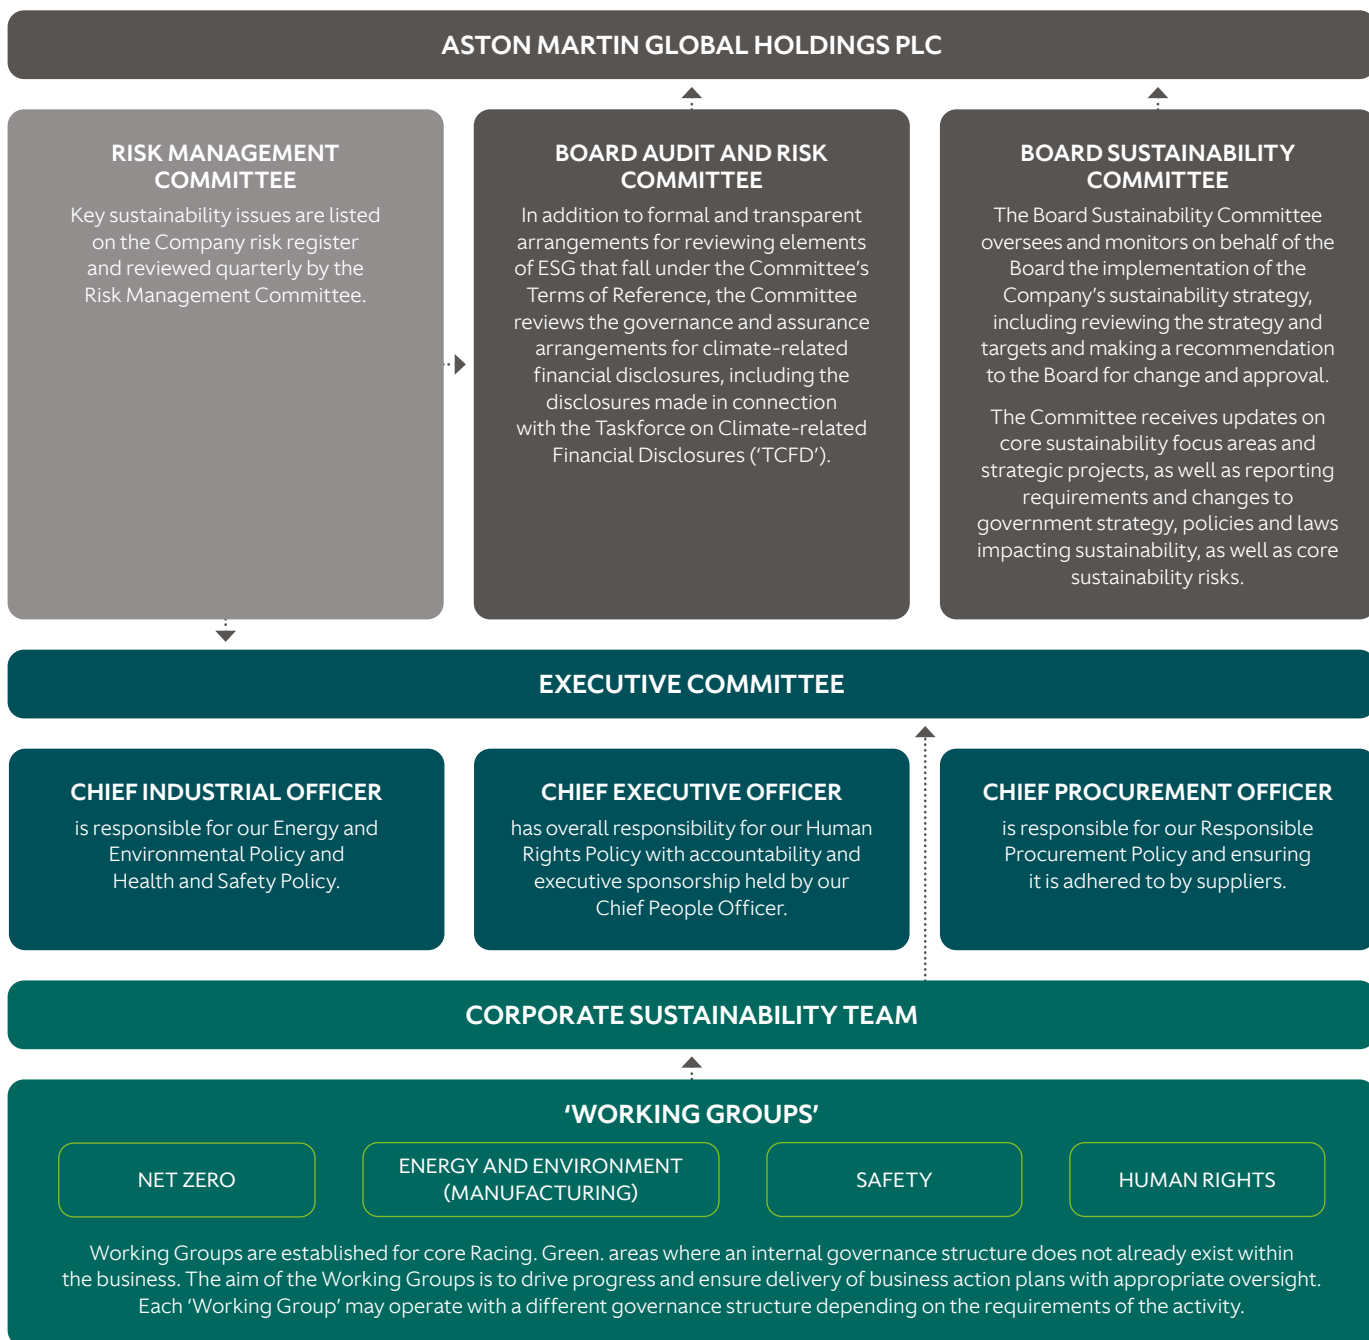 ASTON MARTIN GLOBAL HOLDINGS PLC
RISK MANAGEMENT
COMMITTEE
Key sustainability issues are listed
on the Company risk register
and reviewed quarterly by the
Risk Management Committee.
BOARD AUDIT AND RISK
COMMITTEE
In addition to formal and transparent
arrangements for reviewing elements
of ESG that fall under the Committee’s
Terms of Reference, the Committee
reviews the governance and assurance
arrangements for climate-related
financial disclosures, including the
disclosures made in connection
with the Taskforce on Climate-related
Financial Disclosures (‘TCFD’).
BOARD SUSTAINABILITY
COMMITTEE
The Board Sustainability Committee
oversees and monitors on behalf of the
Board the implementation of the
Company’s sustainability strategy,
including reviewing the strategy and
targets and making a recommendation
to the Board for change and approval.
The Committee receives updates on
core sustainability focus areas and
strategic projects, as well as reporting
requirements and changes to
government strategy, policies and laws
impacting sustainability, as well as core
sustainability risks.
EXECUTIVE COMMITTEE
CHIEF INDUSTRIAL OFFICER
is responsible for our Energy and
Environmental Policy and
Health and Safety Policy.
CHIEF EXECUTIVE OFFICER
has overall responsibility for our Human
Rights Policy with accountability and
executive sponsorship held by our
Chief People Officer.
CHIEF PROCUREMENT OFFICER
is responsible for our Responsible
Procurement Policy and ensuring
it is adhered to by suppliers.
CORPORATE SUSTAINABILITY TEAM
‘WORKING GROUPS’
NET ZERO
ENERGY AND ENVIRONMENT
(MANUFACTURING)
SAFETY
HUMAN RIGHTS
Working Groups are established for core Racing. Green. areas where an internal governance structure does not already exist within
the business. The aim of the Working Groups is to drive progress and ensure delivery of business action plans with appropriate oversight.
Each ‘Working Group’ may operate with a different governance structure depending on the requirements of the activity.